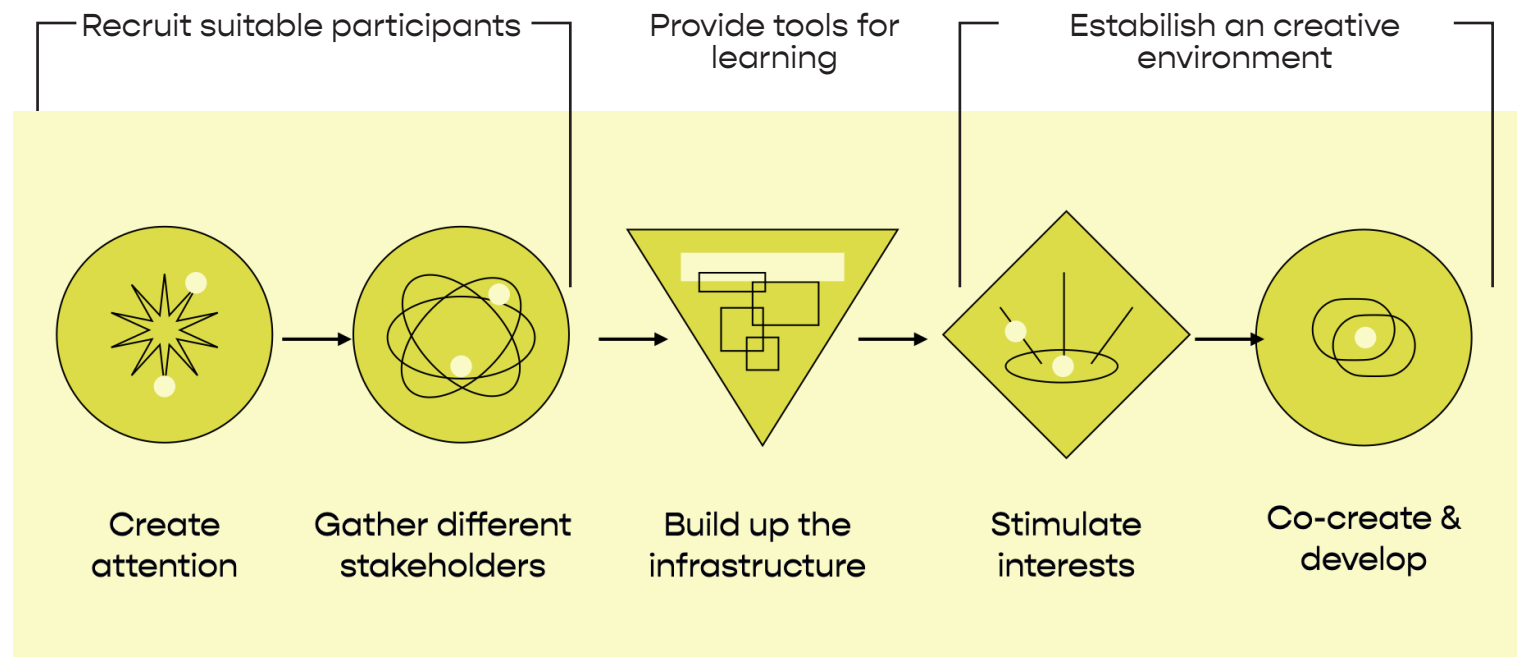 Recruit suitable participants
Provide tools for
learning
Estabilish an creative
environment
Create
attention
Gather different
stakeholders
Build up the
infrastructure
Stimulate
interests
Co-create &
develop